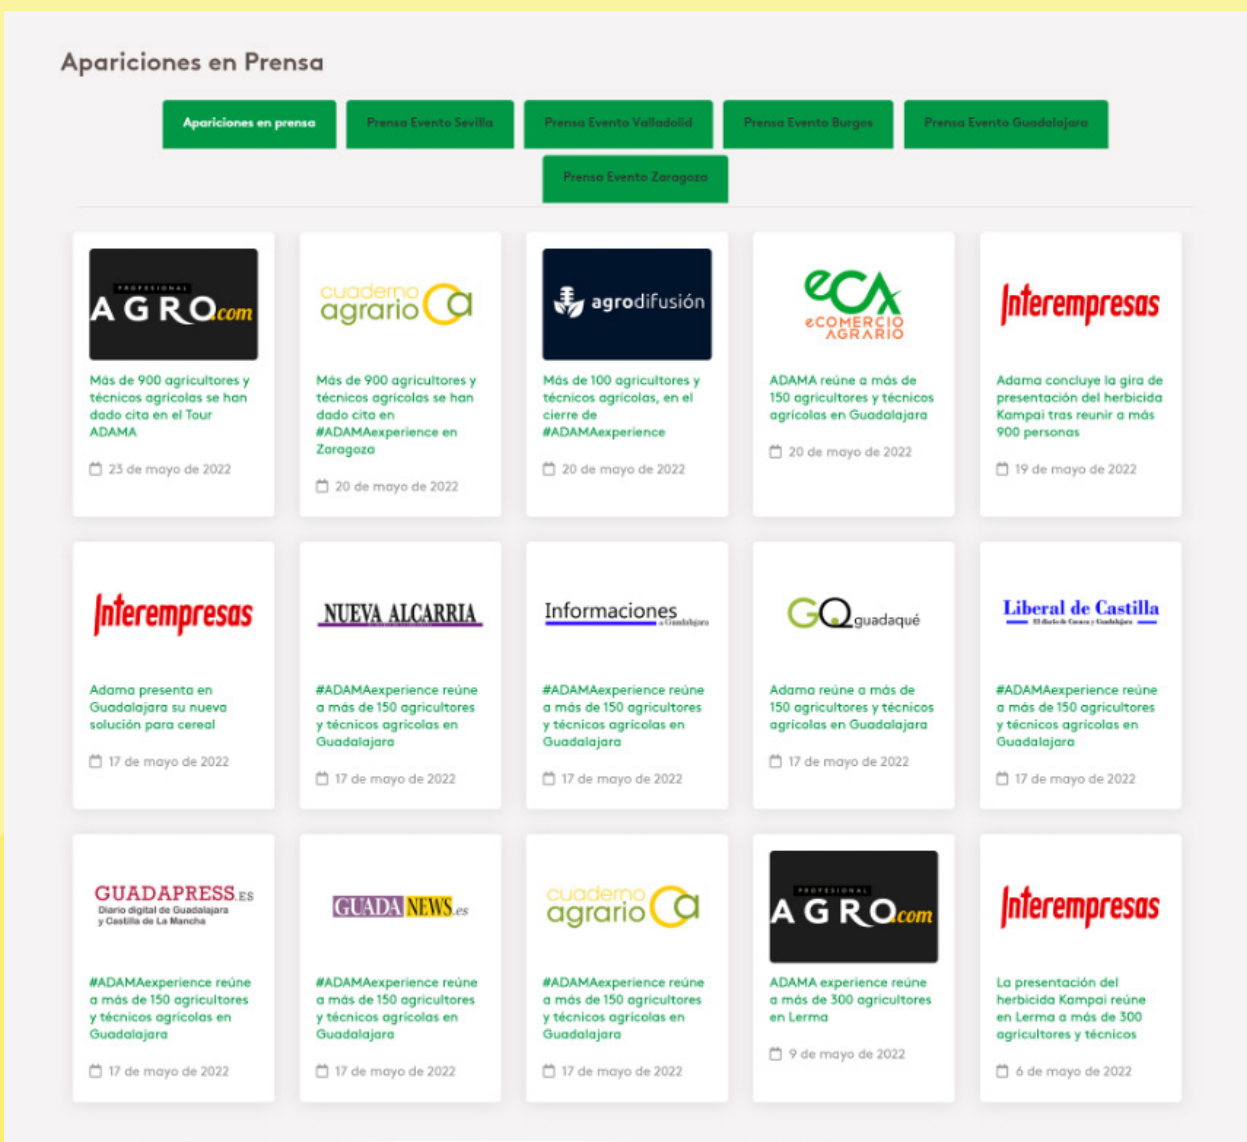 Apariciones en Prensa
Apariciones en prensa
Prensa Evento Sevilla
Prensa Evento Valladolid
Prensa Evento Burgos
Prensa Evento Guadalajara
Prensa Evento Zaragoza
PROFESIONAL
AGRO.com
Más de 900 agricultores y
técnicos agrícolas se han
dado cita en el Tour
ADAMA
23 de mayo de 2022
cuaderno
agrario ca
Más de 900 agricultores y
técnicos agrícolas se han
dado cita en
#ADAMAexperience en
Zaragoza
20 de mayo de 2022
agrodifusión
Más de 100 agricultores y
técnicos agrícolas, en el
cierre de
#ADAMAexperience
20 de mayo de 2022
eCA
eCOMERCIO
AGRARIO
ADAMA reúne a más de
150 agricultores y técnicos
agrícolas en Guadalajara
20 de mayo de 2022
Interempresas
Adama concluye la gira de
presentación del herbicida
Kampai tras reunir a más
900 personas
19 de mayo de 2022
Interempresas
Adama presenta en
Guadalajara su nueva
solución para cereal
17 de mayo de 2022
NUEVA ALCARRIA
#ADAMAexperience reúne
a más de 150 agricultores
y técnicos agrícolas en
Guadalajara
17 de mayo de 2022
Informaciones
a Guadalajara
#ADAMAexperience reúne
a más de 150 agricultores
y técnicos agrícolas en
Guadalajara
17 de mayo de 2022
GQ guadaqué
Adama reúne a más de
150 agricultores y técnicos
agrícolas en Guadalajara
17 de mayo de 2022
Liberal de Castilla
El diario de Cuenca y Guadalajara
#ADAMAexperience reúne
a más de 150 agricultores
y técnicos agrícolas en
Guadalajara
17 de mayo de 2022
GUADAPRESS.ES
Diario digital de Guadalajara
y Castilla de La Mancha
#ADAMAexperience reúne
a más de 150 agricultores
y técnicos agrícolas en
Guadalajara
17 de mayo de 2022
GUADA NEWS.es
#ADAMAexperience reúne
a más de 150 agricultores
y técnicos agrícolas en
Guadalajara
17 de mayo de 2022
cuaderno
agrario ca
#ADAMAexperience reúne
a más de 150 agricultores
y técnicos agrícolas en
Guadalajara
17 de mayo de 2022
PROFESIONAL
AGRO.com
ADAMA experience reúne
a más de 300 agricultores
en Lerma
9 de mayo de 2022
Interempresas
La presentación del
herbicida Kampai reúne
en Lerma a más de 300
agricultores y técnicos
6 de mayo de 2022